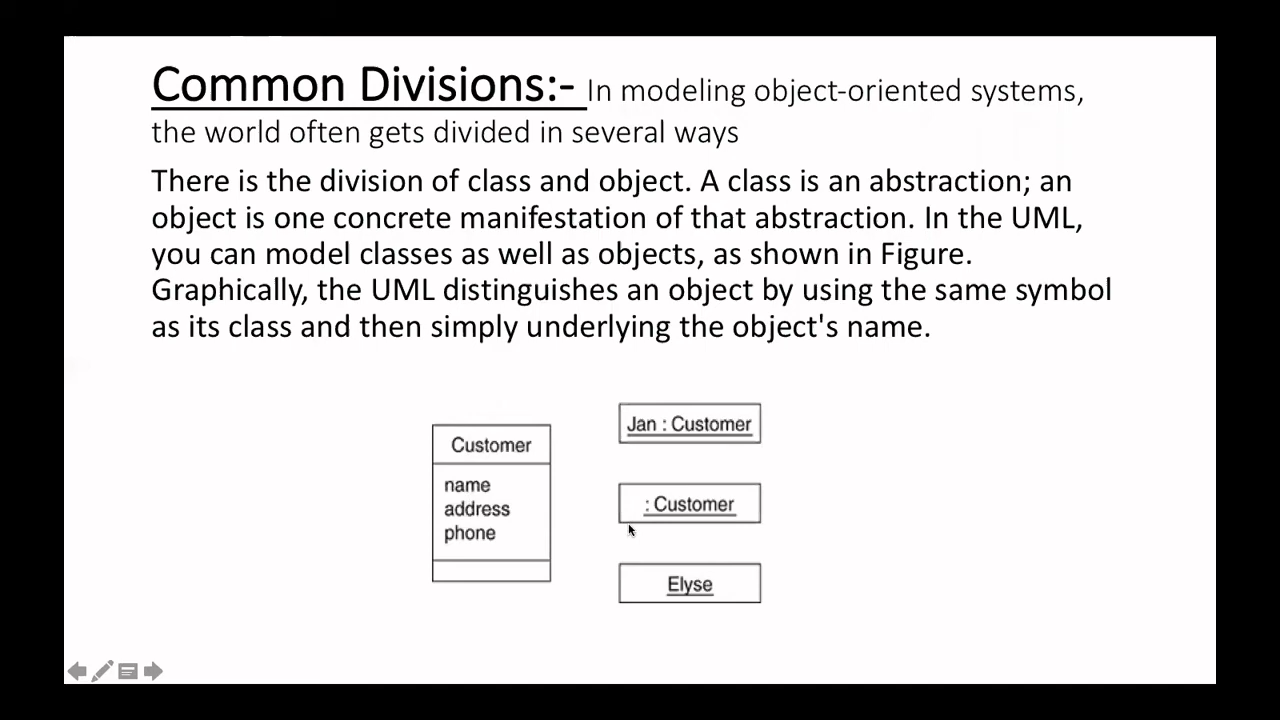 Common Divisions:- In modeling object-oriented systems,
the world often gets divided in several ways
There is the division of class and object. A class is an abstraction; an
object is one concrete manifestation of that abstraction. In the UML,
you can model classes as well as objects, as shown in Figure.
Graphically, the UML distinguishes an object by using the same symbol
as its class and then simply underlying the object's name.
Customer
name
address
phone
Jan : Customer
: Customer
Elyse